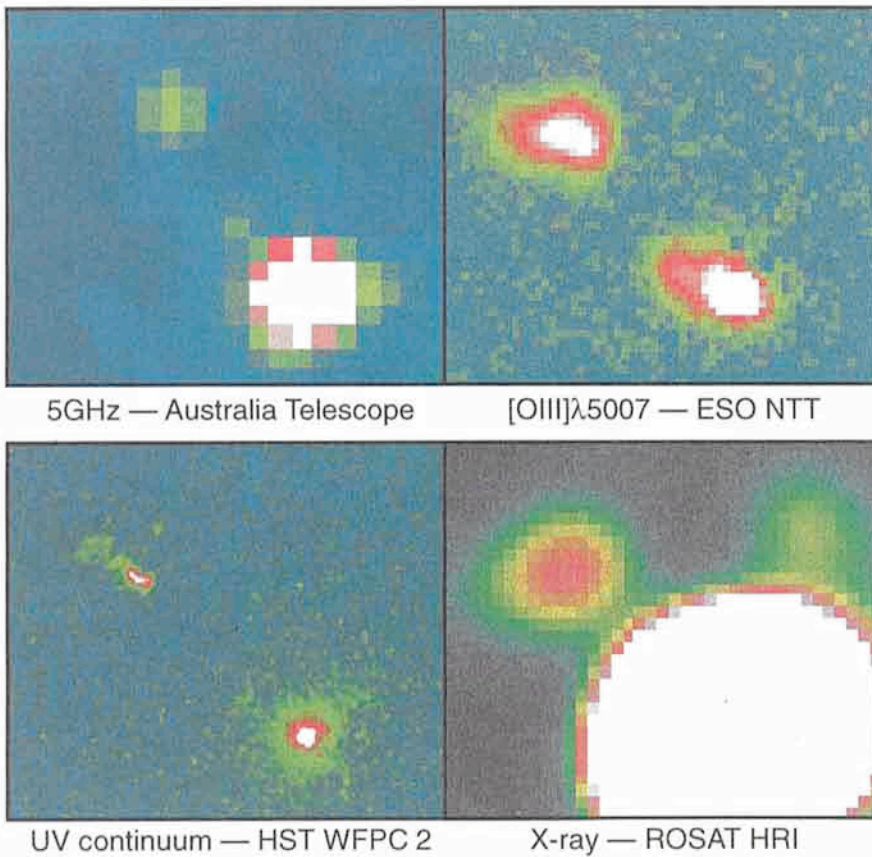 5GHz — Australia Telescope
[OIII]λ5007 — ESO NTT
UV continuum — HST WFPC 2
X-ray — ROSAT HRI